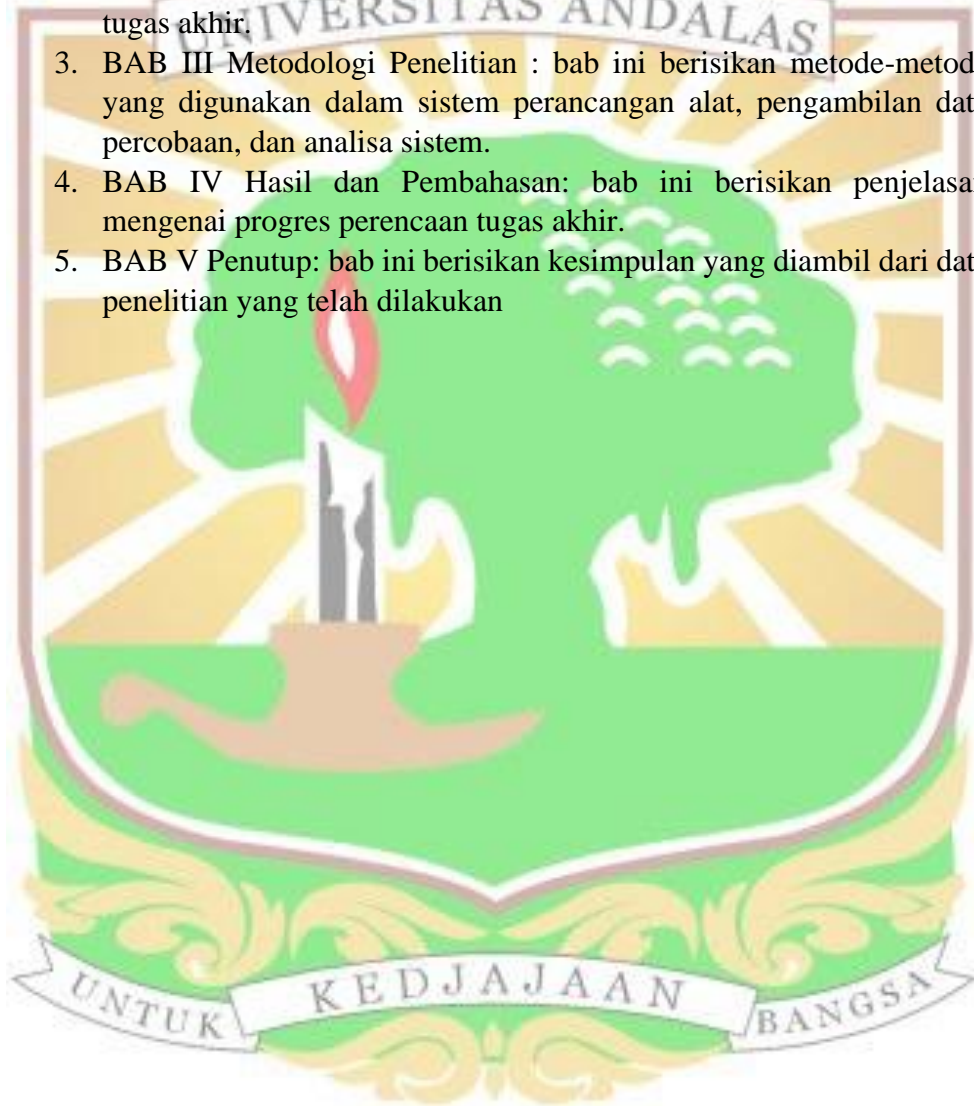 UNIVERSITAS ANDALAS
tugas akhir.
3. BAB III Metodologi Penelitian : bab ini berisikan metode-metod
yang digunakan dalam sistem perancangan alat, pengambilan dat
percobaan, dan analisa sistem.
4. BAB IV Hasil dan Pembahasan: bab ini berisikan penjelasa
mengenai progres perencaan tugas akhir.
5. BAB V Penutup: bab ini berisikan kesimpulan yang diambil dari dat
penelitian yang telah dilakukan
UNTUK KEDJAJAAN BANGSA